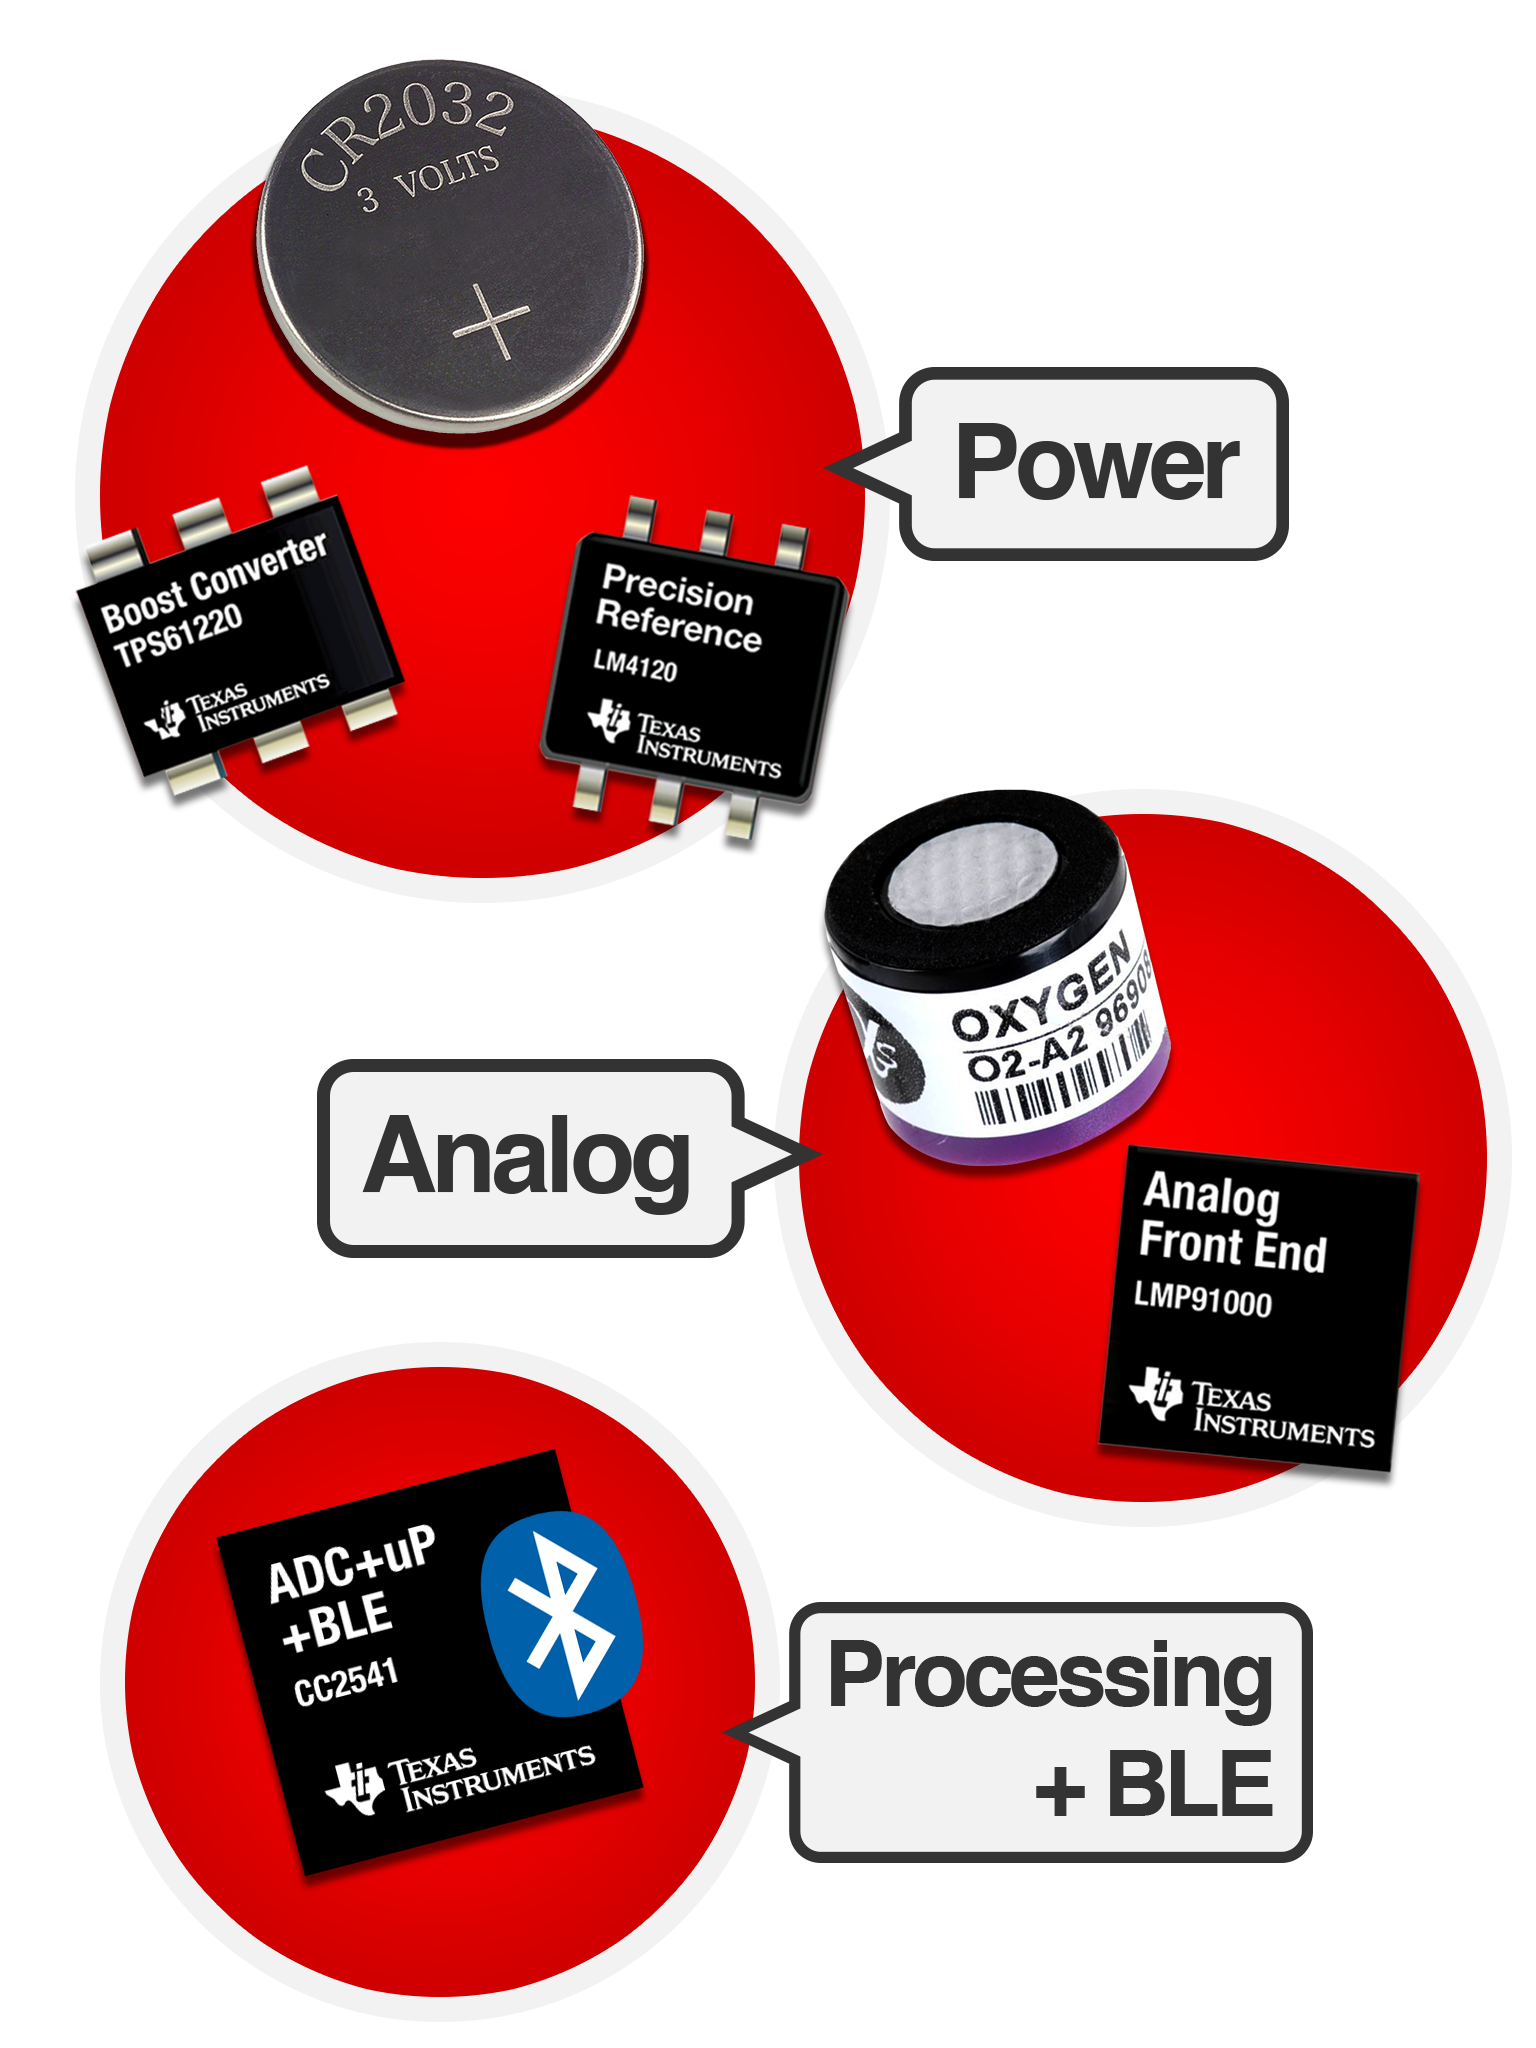 CR2032
3 VOLTS
Power
Boost Converter
TPS61220
TEXAS
INSTRUMENTS
Precision
Reference
LM4120
TEXAS
INSTRUMENTS
OXYGEN
O2-A2 9690
Analog
Analog
Front End
LMP91000
TEXAS
INSTRUMENTS
ADC+uP
+BLE
CC2541
TEXAS
INSTRUMENTS
Processing
+ BLE